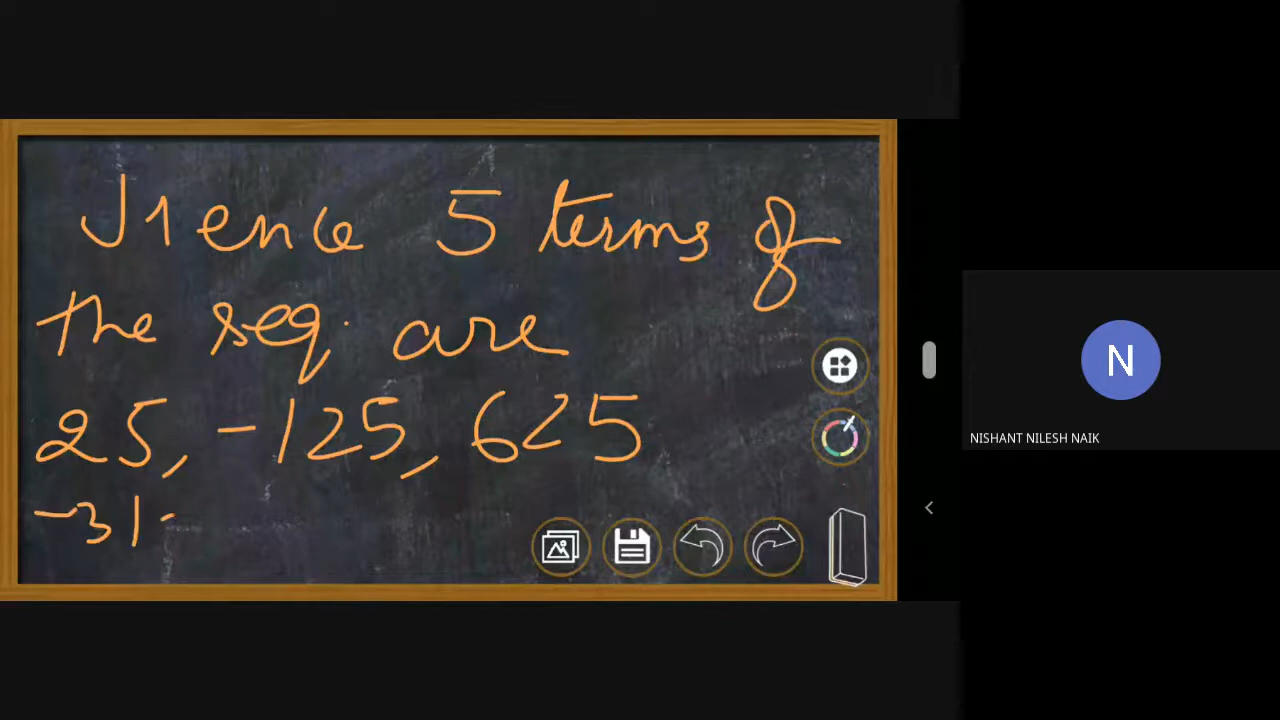 Hence 5 terms of
the seq. are
25, -125, 625
-31
N
NISHANT NILESH NAIK